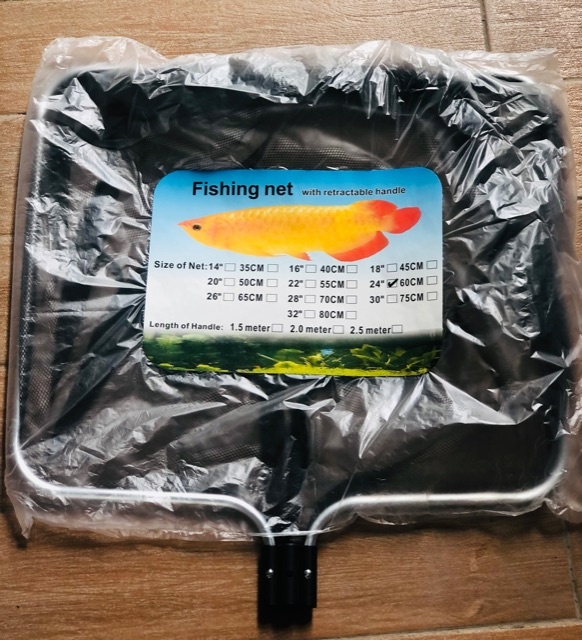 Fishing net with retractable handle
Size of Net: 14" ☐ 35CM ☐ 16" ☐ 40CM ☐ 18" ☐ 45CM ☐
20" ☐ 50CM ☐ 22" ☐ 55CM ☐ 24" ☑ 60CM ☐
26" ☐ 65CM ☐ 28" ☐ 70CM ☐ 30" ☐ 75CM ☐
32" ☐ 80CM ☐
Length of Handle: 1.5 meter ☐ 2.0 meter ☐ 2.5 meter ☐